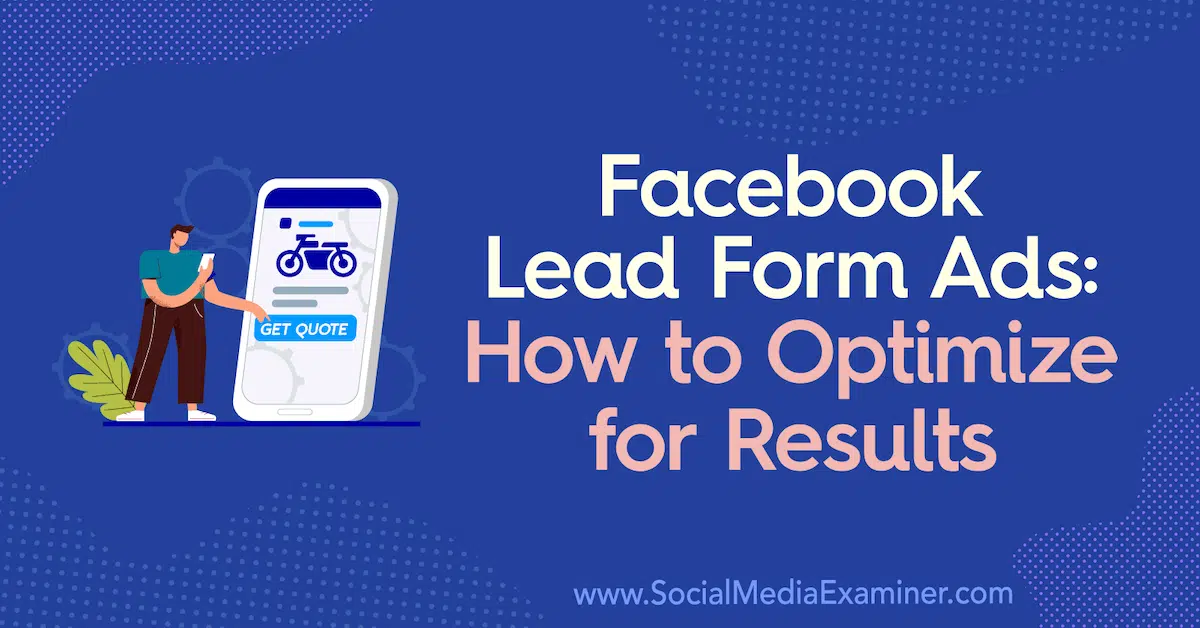 GET QUOTE
Facebook
Lead Form Ads:
How to Optimize
for Results
www.SocialMediaExaminer.com